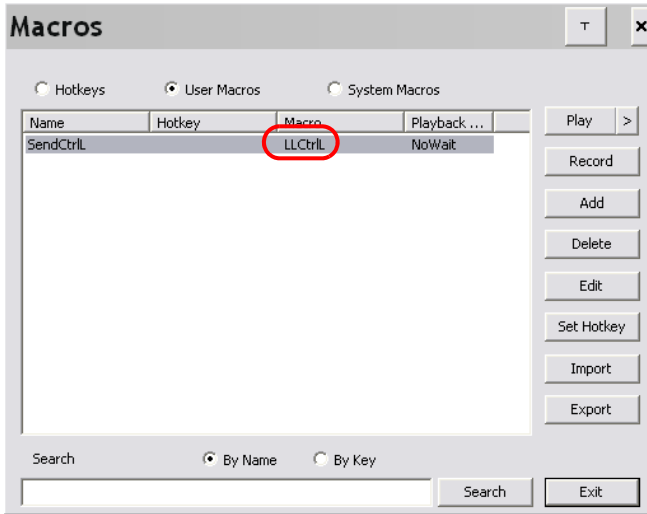 Macros
T
×
Hotkeys User Macros System Macros
Name Hotkey Macro Playback ...
SendCtrlL LLCtrlL NoWait
Play >
Record
Add
Delete
Edit
Set Hotkey
Import
Export
Search By Name By Key
Search Exit